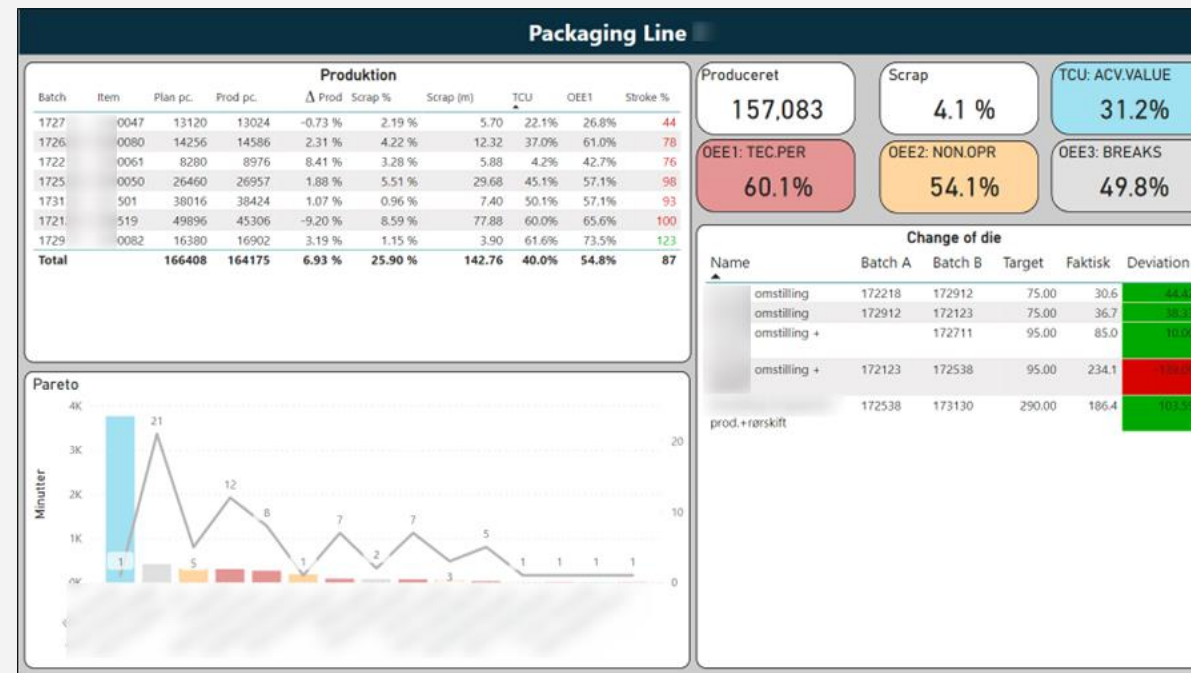 Packaging Line
Produktion
Batch Item Plan pc. Prod pc. Δ Prod Scrap % Scrap (m) TCU OEE1 Stroke %
1727 0047 13120 13024 -0.73 % 2.19 % 5.70 22.1% 26.8% 44
1726 0080 14256 14586 2.31 % 4.22 % 12.32 37.0% 61.0% 78
1722 0061 8280 8976 8.41 % 3.28 % 5.88 4.2% 42.7% 76
1725 0050 26460 26957 1.88 % 5.51 % 29.68 45.1% 57.1% 98
1731 501 38016 38424 1.07 % 0.96 % 7.40 50.1% 57.1% 93
1721 519 49896 45306 -9.20 % 8.59 % 77.88 60.0% 65.6% 100
1729 0082 16380 16902 3.19 % 1.15 % 3.90 61.6% 73.5% 123
Total 166408 164175 6.93 % 25.90 % 142.76 40.0% 54.8% 87
Produceret
157,083
Scrap
4.1 %
TCU: ACV.VALUE
31.2%
OEE1: TEC.PER
60.1%
OEE2: NON.OPR
54.1%
OEE3: BREAKS
49.8%
Change of die
Name Batch A Batch B Target Faktisk Deviation
omstilling 172218 172912 75.00 30.6
omstilling 172912 172123 75.00 36.7
omstilling + 172711 95.00 85.0
omstilling + 172123 172538 95.00 234.1
172538 173130 290.00 186.4
prod.+rørskift
Pareto
4K
3K
2K
1K
0K
Minutter
1 21 5 12 8 1 7 2 7 3 5 1 1 1 1
20
10
0